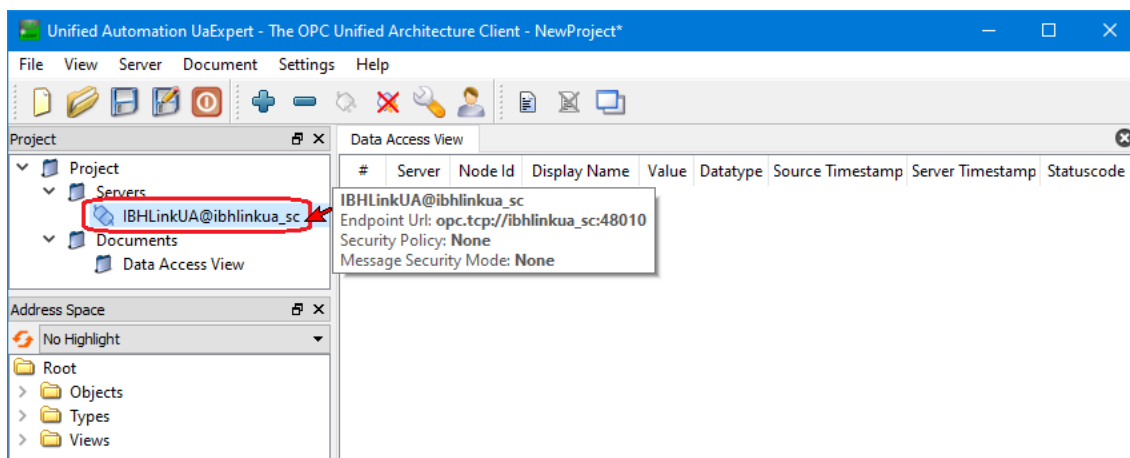 Unified Automation UaExpert - The OPC Unified Architecture Client - NewProject*
File View Server Document Settings Help
Project
Data Access View
Project
Servers
IBHLinkUA@ibhlinkua_sc
Documents
Data Access View
# Server Node Id Display Name Value Datatype Source Timestamp Server Timestamp Statuscode
IBHLinkUA@ibhlinkua_sc
Endpoint Url: opc.tcp://ibhlinkua_sc:48010
Security Policy: None
Message Security Mode: None
Address Space
No Highlight
Root
Objects
Types
Views